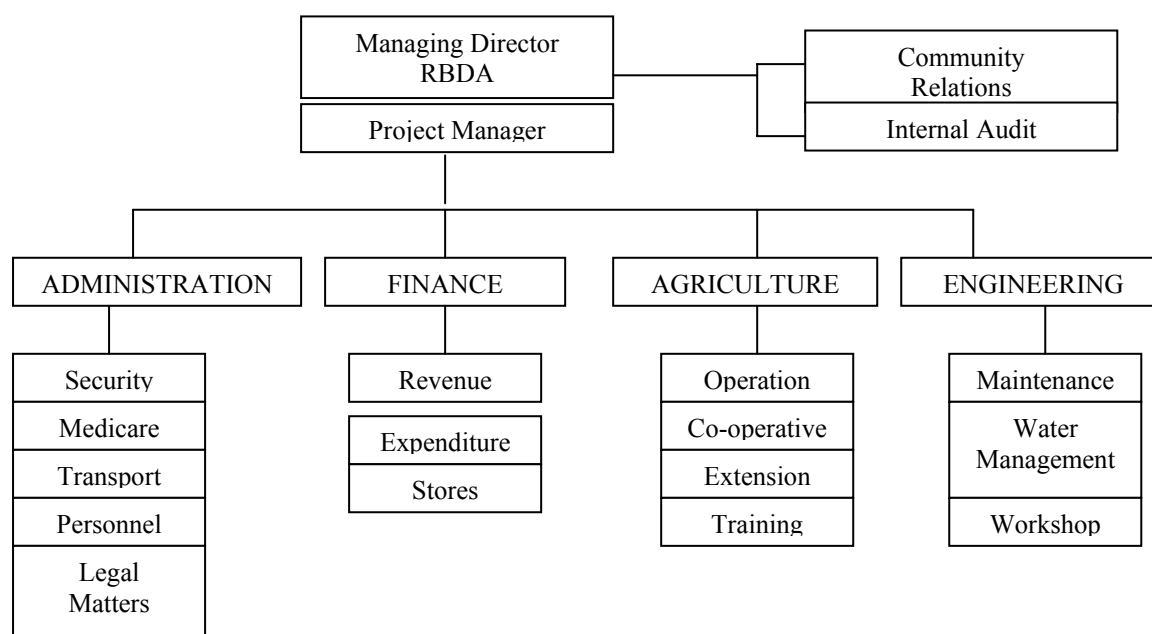 Managing Director
RBDA
Community
Relations
Project Manager
Internal Audit
ADMINISTRATION
FINANCE
AGRICULTURE
ENGINEERING
Security
Medicare
Transport
Personnel
Legal
Matters
Revenue
Expenditure
Stores
Operation
Co-operative
Extension
Training
Maintenance
Water
Management
Workshop